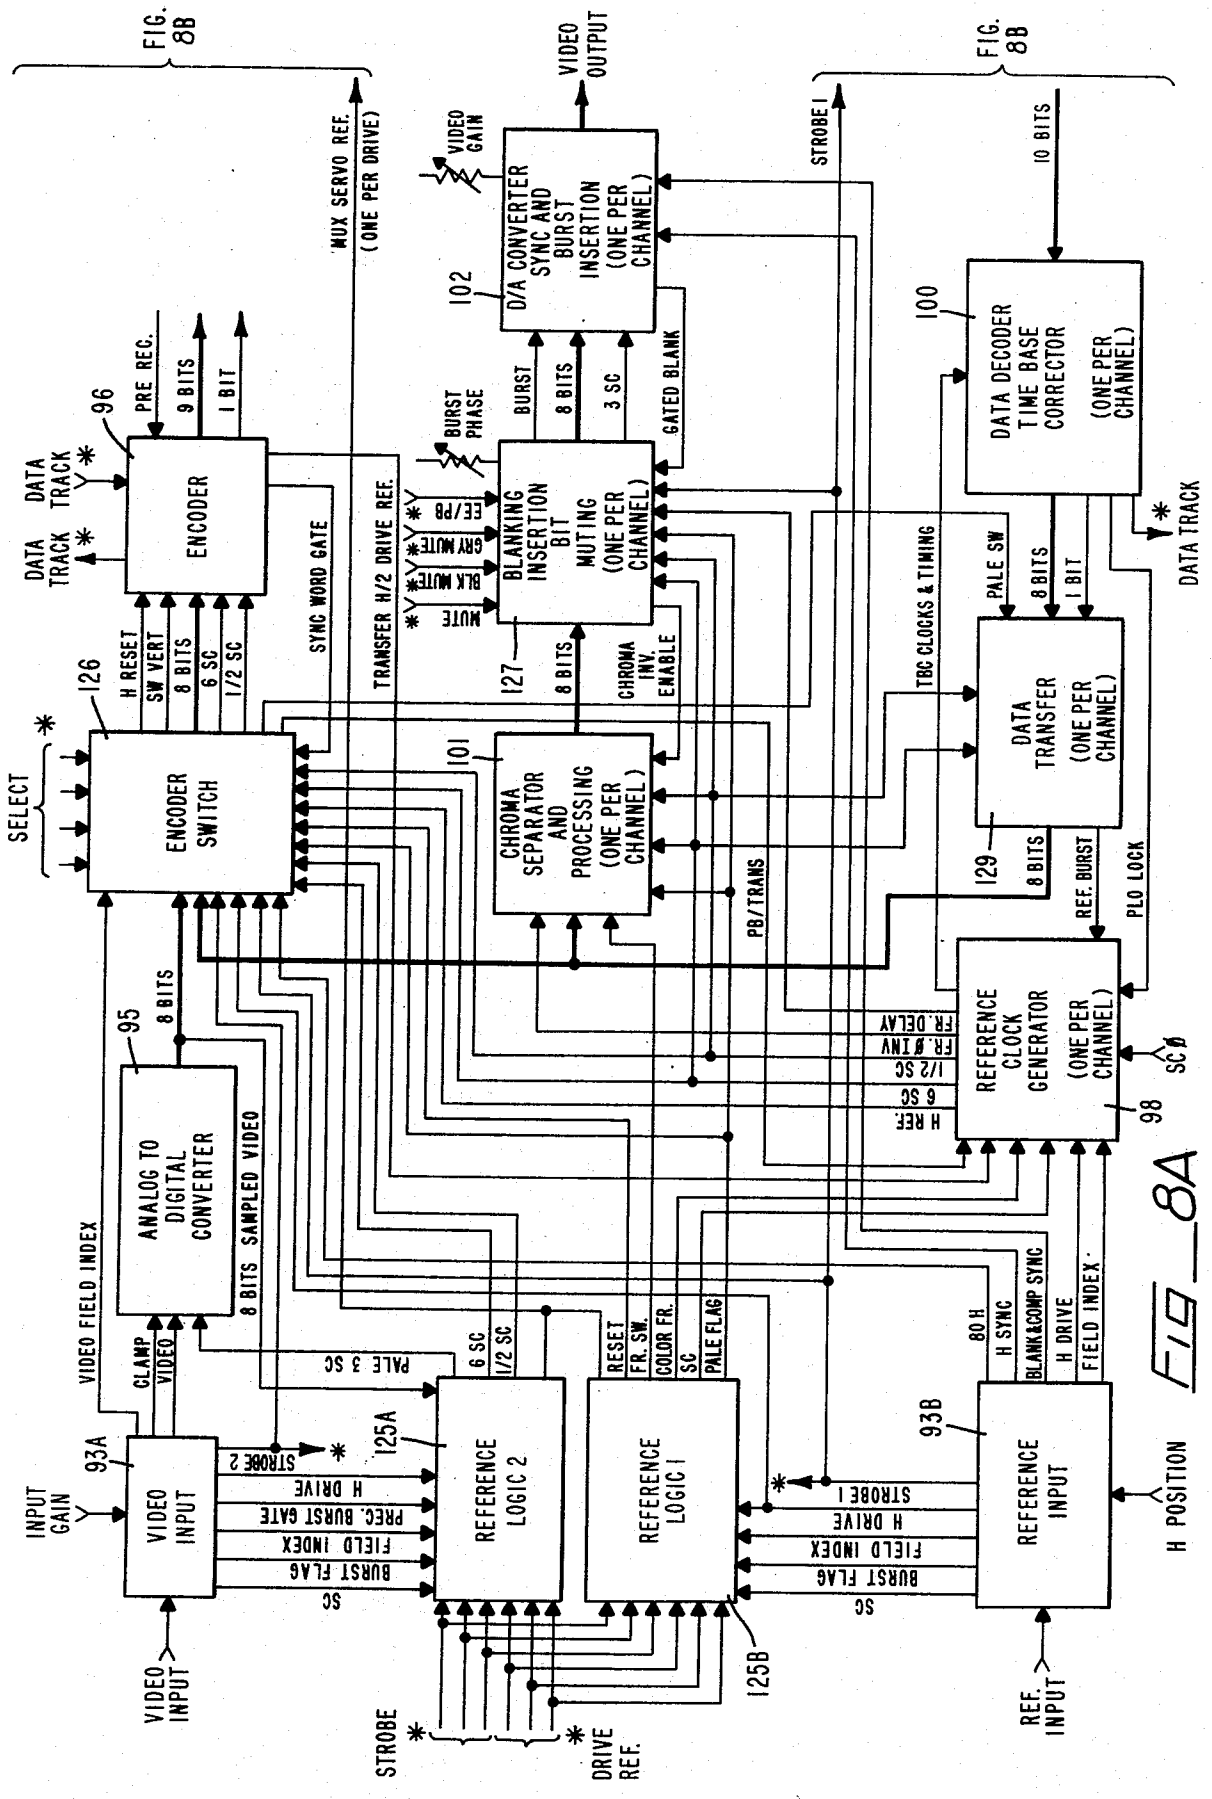 FIG.
8B
INPUT
GAIN
VIDEO
INPUT
93A
VIDEO
INPUT
VIDEO FIELD INDEX
CLAMP
VIDEO
95
ANALOG TO
DIGITAL
CONVERTER
8 BITS
8 BITS SAMPLED VIDEO
SELECT *
126
ENCODER
SWITCH
H RESET
SW VERT
8 BITS
6 SC
1/2 SC
DATA
TRACK *
DATA
TRACK *
96
ENCODER
PRE REC.
9 BITS
1 BIT
SYNC WORD GATE
MUX SERVO REF.
(ONE PER DRIVE)
TRANSFER H/2 DRIVE REF.
STROBE 2
*
H DRIVE
PREC. BURST GATE
FIELD INDEX
BURST FLAG
SC
PALE 3 SC
125A
REFERENCE
LOGIC 2
6 SC
1/2 SC
STROBE *
* DRIVE
REF.
REFERENCE
LOGIC 1
125B
RESET
FR. SW.
COLOR FR.
SC
PALE FLAG
101
CHROMA
SEPARATOR
AND
PROCESSING
(ONE PER
CHANNEL)
8 BITS
CHROMA
INV.
ENABLE
* MUTE
* BLK MUTE
* GRY MUTE
* EE/PB
BURST
PHASE
127
BLANKING
INSERTION
BIT
MUTING
(ONE PER
CHANNEL)
BURST
8 BITS
3 SC
GATED BLANK
VIDEO
GAIN
102
D/A CONVERTER
SYNC AND
BURST
INSERTION
(ONE PER
CHANNEL)
VIDEO
OUTPUT
STROBE 1
FIG.
8B
10 BITS
PB/TRANS
TBC CLOCKS & TIMING
100
DATA DECODER
TIME BASE
CORRECTOR
(ONE PER
CHANNEL)
PALE SW
8 BITS
1 BIT
DATA TRACK *
DATA
TRANSFER
(ONE PER
CHANNEL)
129
8 BITS
REF. BURST
PLO LOCK
FR. DELAY
FR. Ø INV
1/2 SC
6 SC
H REF.
REFERENCE
CLOCK
GENERATOR
(ONE PER
CHANNEL)
98
SC Ø
*
STROBE 1
H DRIVE
FIELD INDEX
BURST FLAG
SC
93B
REFERENCE
INPUT
REF.
INPUT
H POSITION
80 H
H SYNC
BLANK & COMP SYNC
H DRIVE
FIELD INDEX
FIG_8A